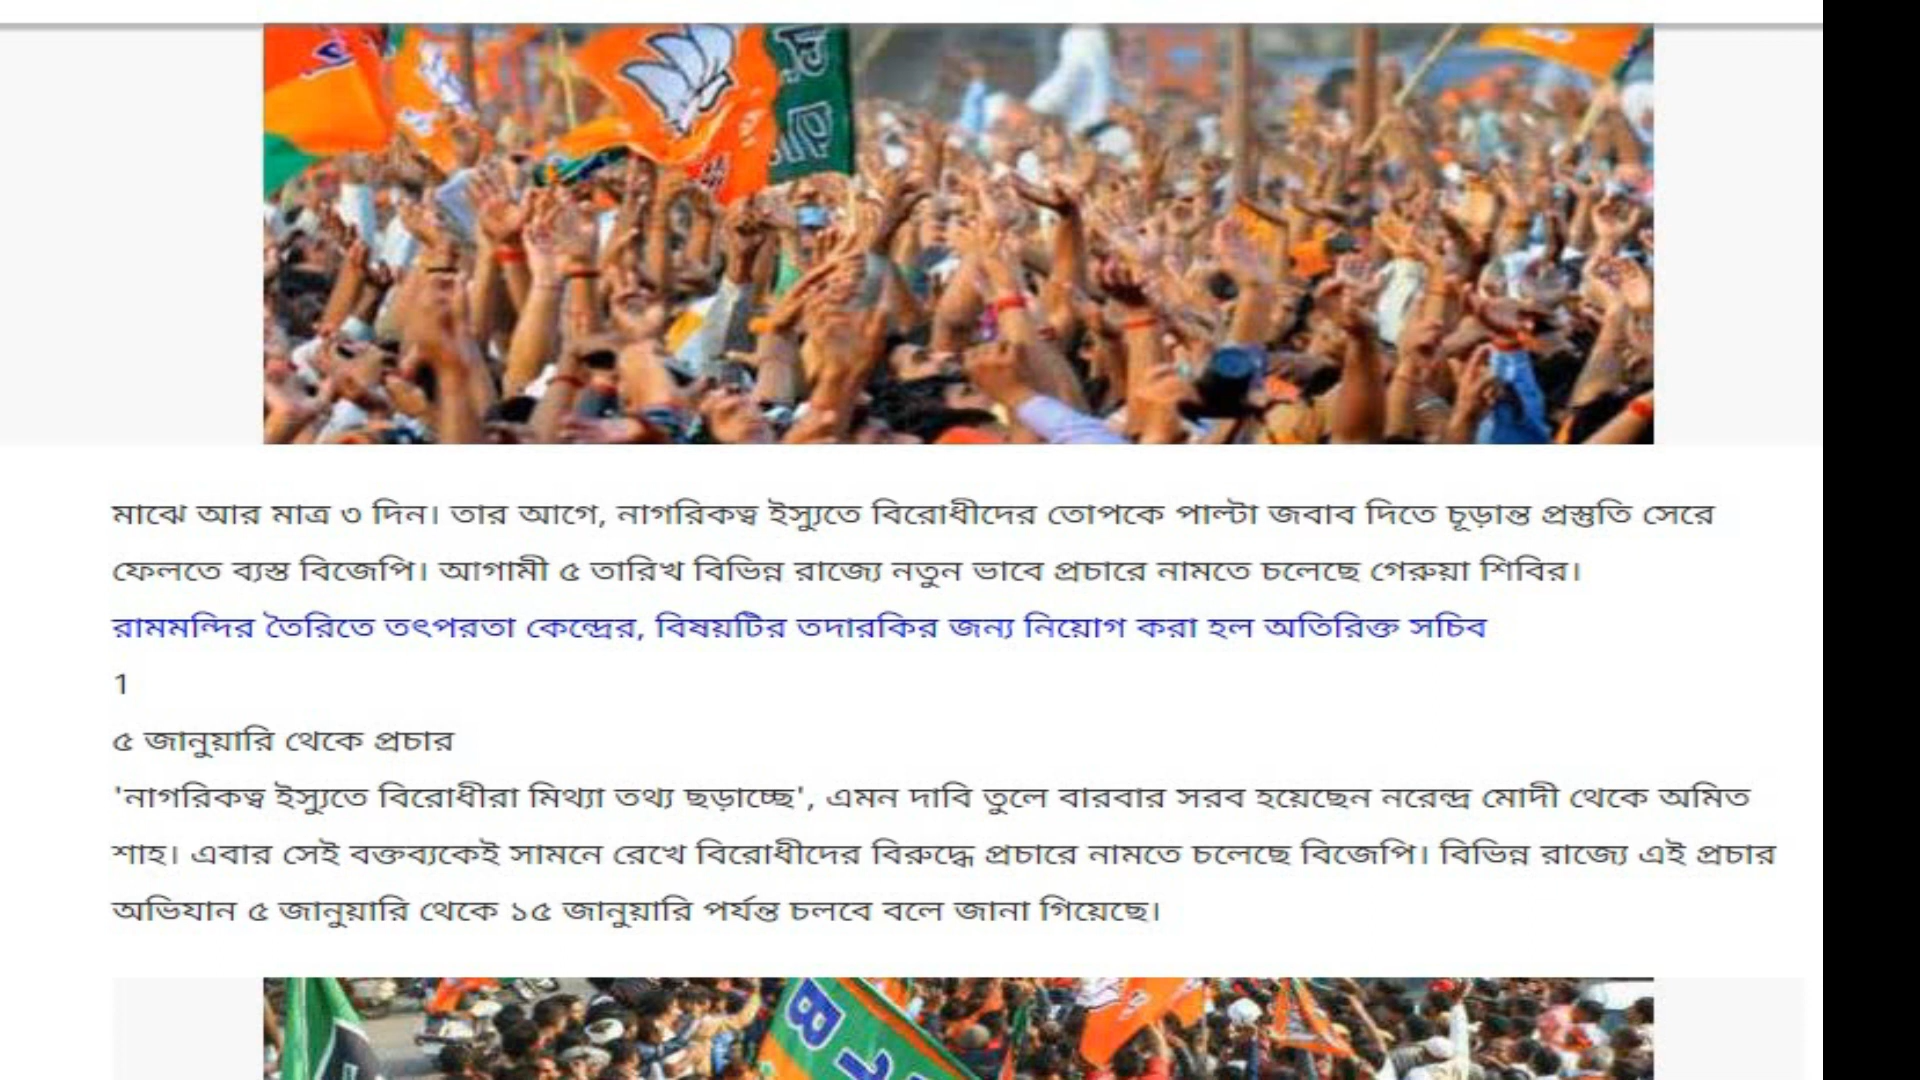 মাঝে আর মাত্র ৩ দিন। তার আগে, নাগরিকত্ব ইস্যুতে বিরোধীদের তোপকে পাল্টা জবাব দিতে চূড়ান্ত প্রস্তুতি সেরে
ফেলতে ব্যস্ত বিজেপি। আগামী ৫ তারিখ বিভিন্ন রাজ্যে নতুন ভাবে প্রচারে নামতে চলেছে গেরুয়া শিবির।
রামমন্দির তৈরিতে তৎপরতা কেন্দ্রের, বিষয়টির তদারকির জন্য নিয়োগ করা হল অতিরিক্ত সচিব
1
৫ জানুয়ারি থেকে প্রচার
'নাগরিকত্ব ইস্যুতে বিরোধীরা মিথ্যা তথ্য ছড়াচ্ছে', এমন দাবি তুলে বারবার সরব হয়েছেন নরেন্দ্র মোদী থেকে অমিত
শাহ। এবার সেই বক্তব্যকেই সামনে রেখে বিরোধীদের বিরুদ্ধে প্রচারে নামতে চলেছে বিজেপি। বিভিন্ন রাজ্যে এই প্রচার
অভিযান ৫ জানুয়ারি থেকে ১৫ জানুয়ারি পর্যন্ত চলবে বলে জানা গিয়েছে।